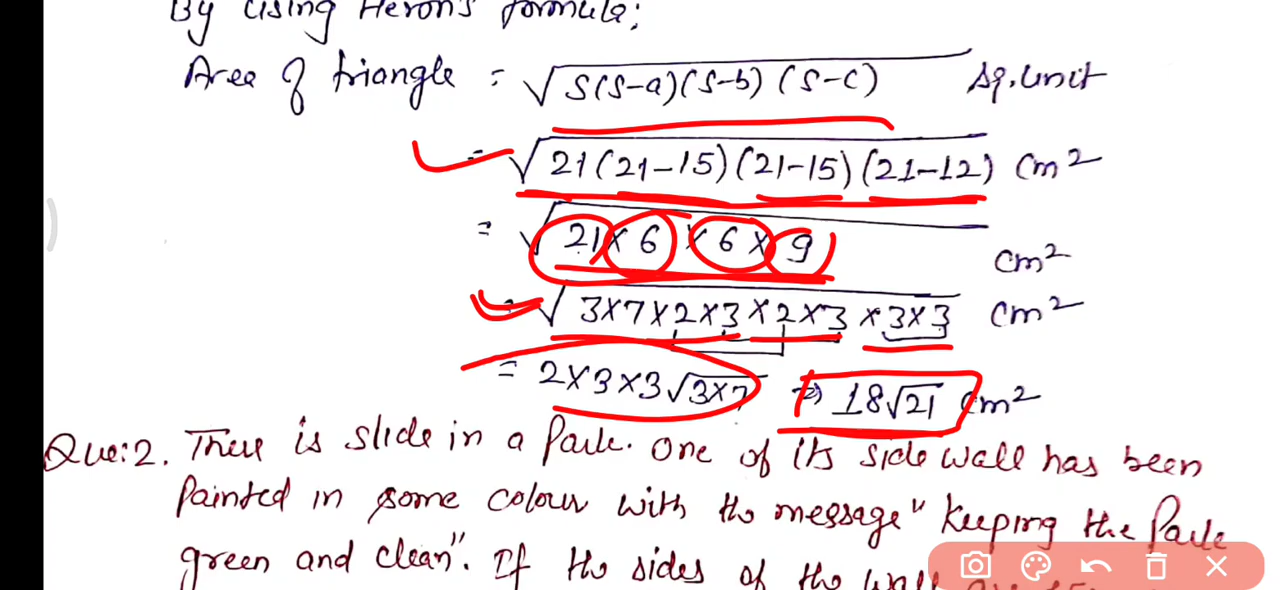 By Using Heron's formula;
Area of triangle = √S(S-a)(S-b)(S-c) Sq.Unit
= √21(21-15)(21-15)(21-12) cm²
= √21×6×6×9 cm²
= √3×7×2×3×2×3×3×3 cm²
= 2×3×3√3×7 ⇒ 18√21 cm²
Que:2. There is slide in a Park. One of its side wall has been
Painted in some colour with the message "Keeping the Park
green and clean". If the sides of the wall are